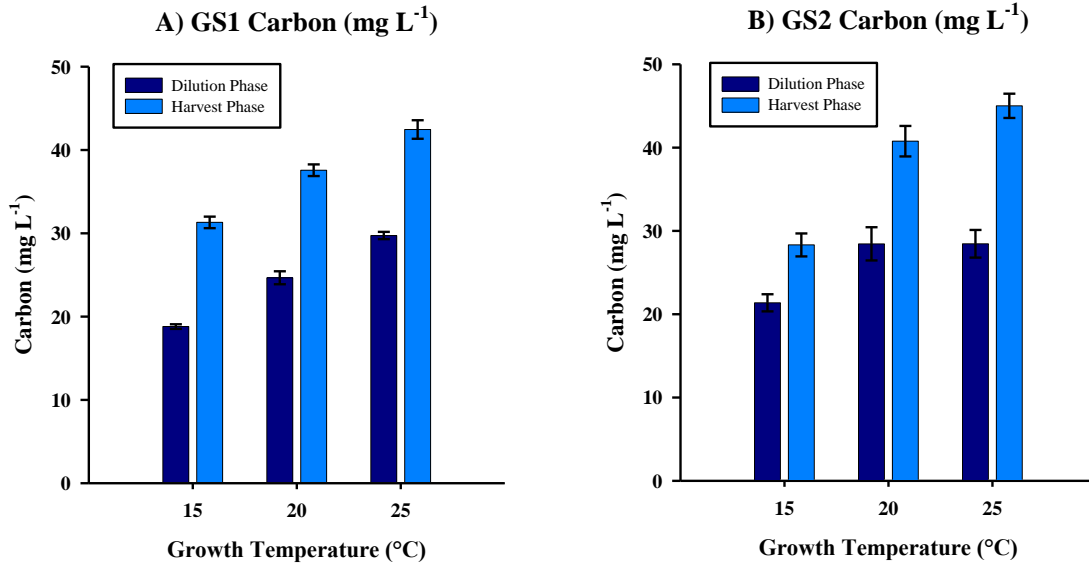 A) GS1 Carbon (mg L⁻¹)
Dilution Phase
Harvest Phase
Carbon (mg L⁻¹)
50
40
30
20
10
0
15 20 25
Growth Temperature (°C)
B) GS2 Carbon (mg L⁻¹)
Dilution Phase
Harvest Phase
Carbon (mg L⁻¹)
50
40
30
20
10
0
15 20 25
Growth Temperature (°C)